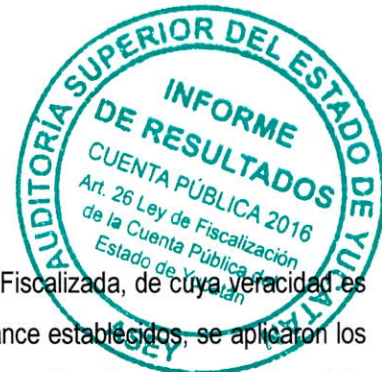 AUDITORÍA SUPERIOR DEL ESTADO DE YUCATÁN
INFORME
DE RESULTADOS
CUENTA PÚBLICA 2016
Art. 26 Ley de Fiscalización
de la Cuenta Pública del
Estado de Yucatán
ASEY
Fiscalizada, de cuya veracidad es
ance establecidos, se aplicaron los